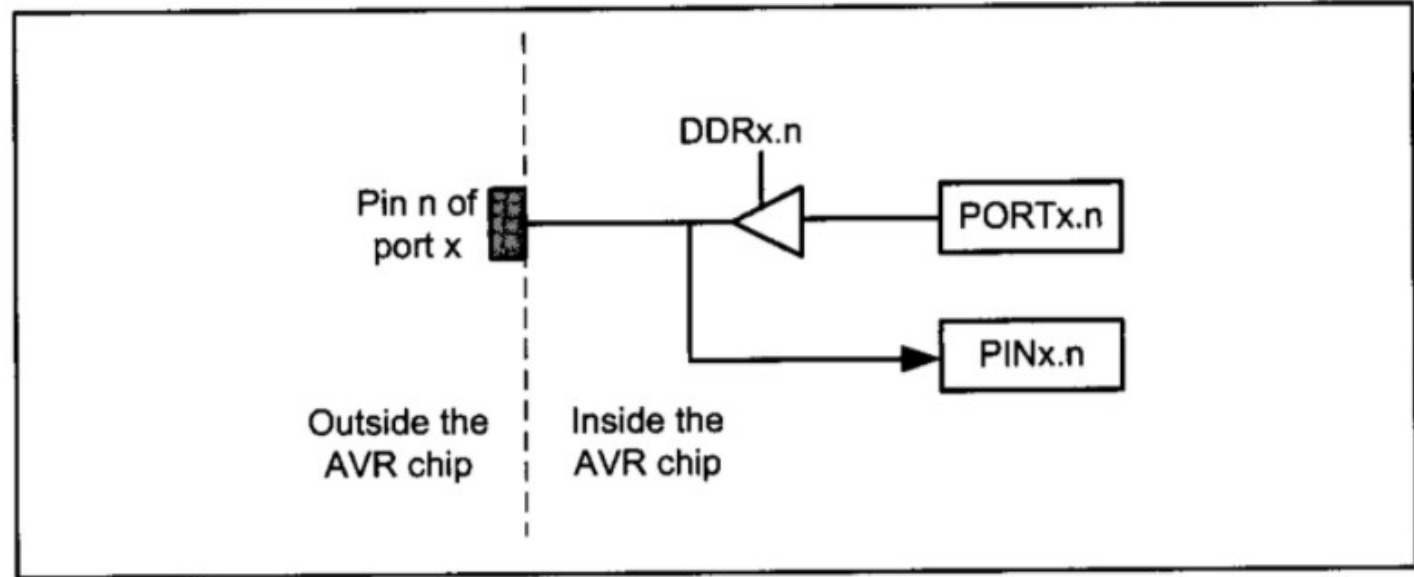 DDRx.n
Pin n of
port x
PORTx.n
PINx.n
Outside the
AVR chip
Inside the
AVR chip